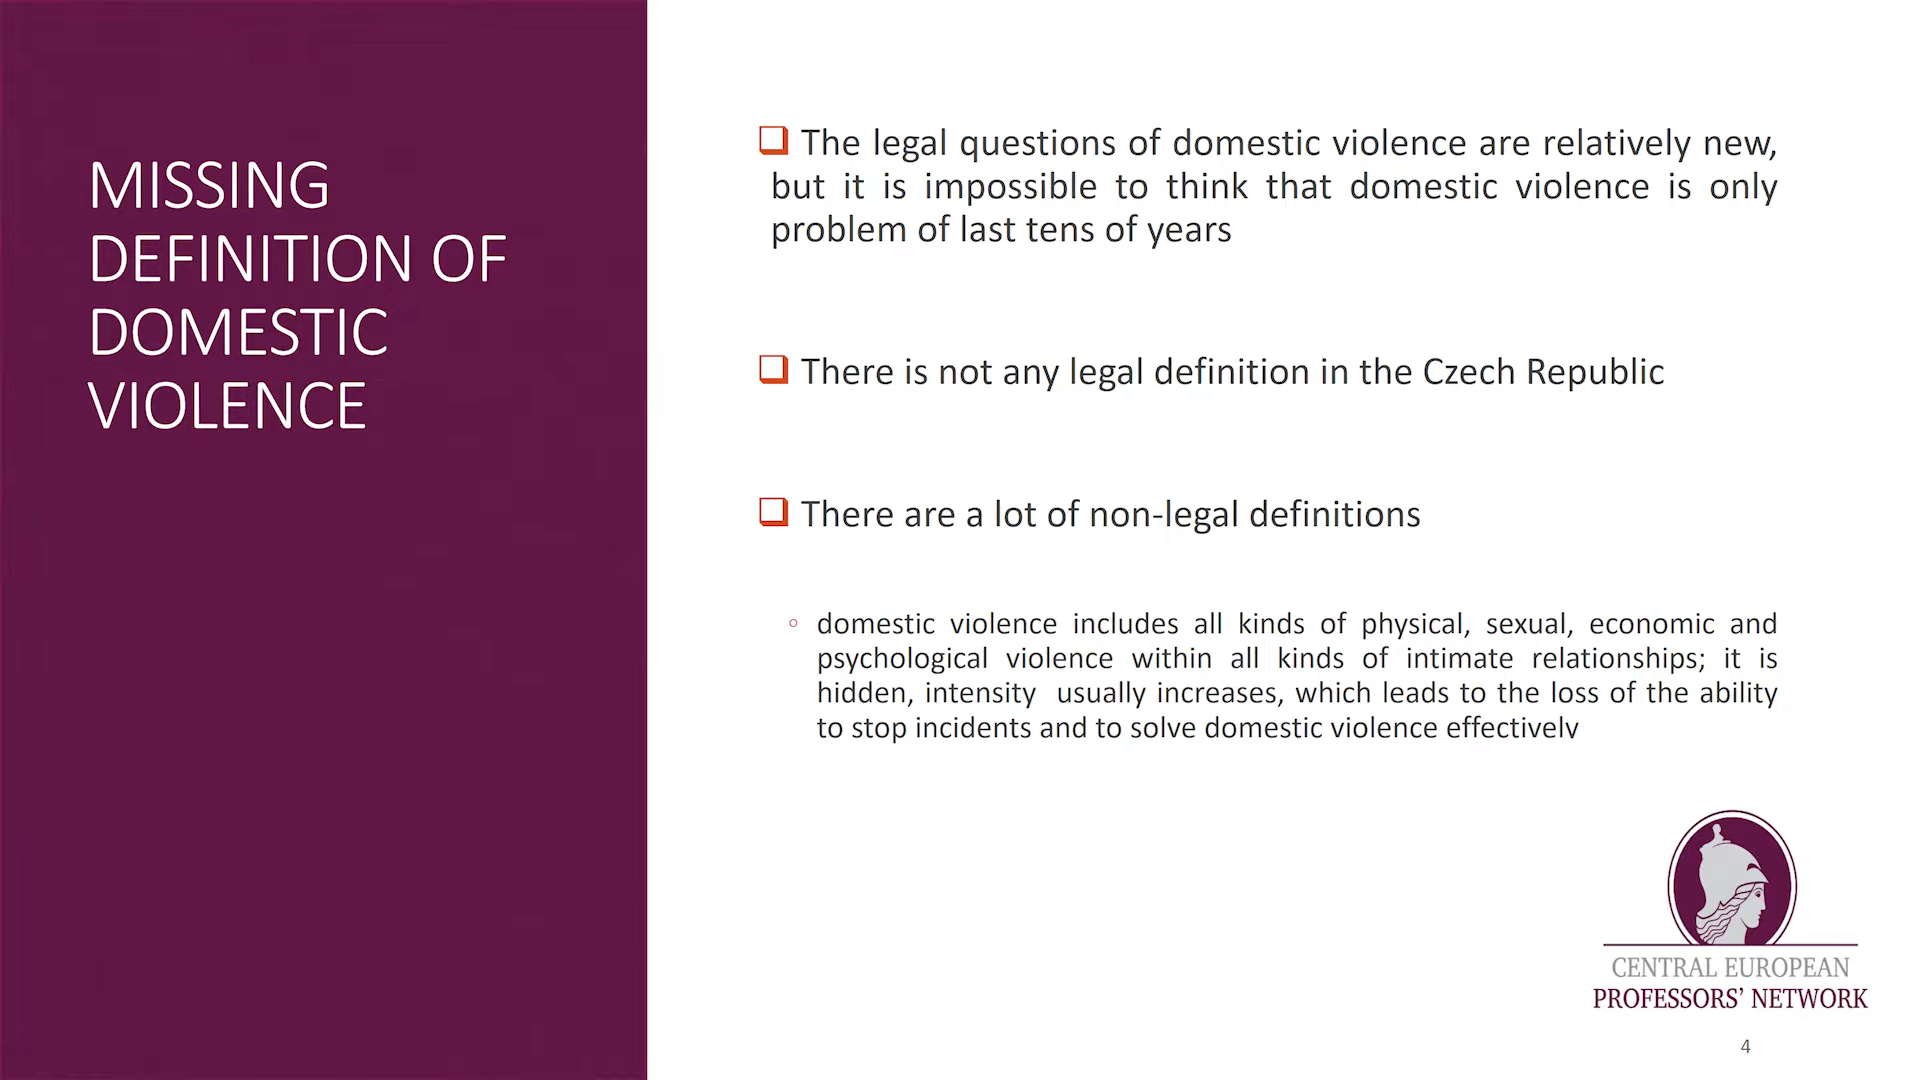 MISSING
DEFINITION OF
DOMESTIC
VIOLENCE
The legal questions of domestic violence are relatively new,
but it is impossible to think that domestic violence is only
problem of last tens of years
There is not any legal definition in the Czech Republic
There are a lot of non-legal definitions
domestic violence includes all kinds of physical, sexual, economic and
psychological violence within all kinds of intimate relationships; it is
hidden, intensity usually increases, which leads to the loss of the ability
to stop incidents and to solve domestic violence effectively
CENTRAL EUROPEAN
PROFESSORS' NETWORK
4